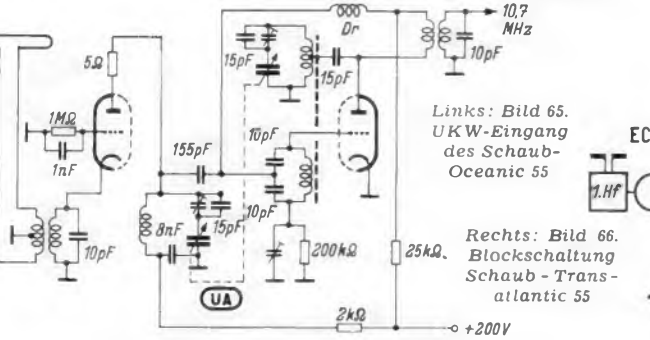 Dr
10,7
MHz
5Ω
15pF
15pF
10pF
1MΩ
1nF
155pF
10pF
Links: Bild 65.
UKW-Eingang
des Schaub-
Oceanic 55
EC
1.Hf
10pF
8nF
15pF
10pF
200kΩ
25kΩ
Rechts: Bild 66.
Blockschaltung
Schaub - Trans-
atlantic 55
UA
2kΩ
+200V